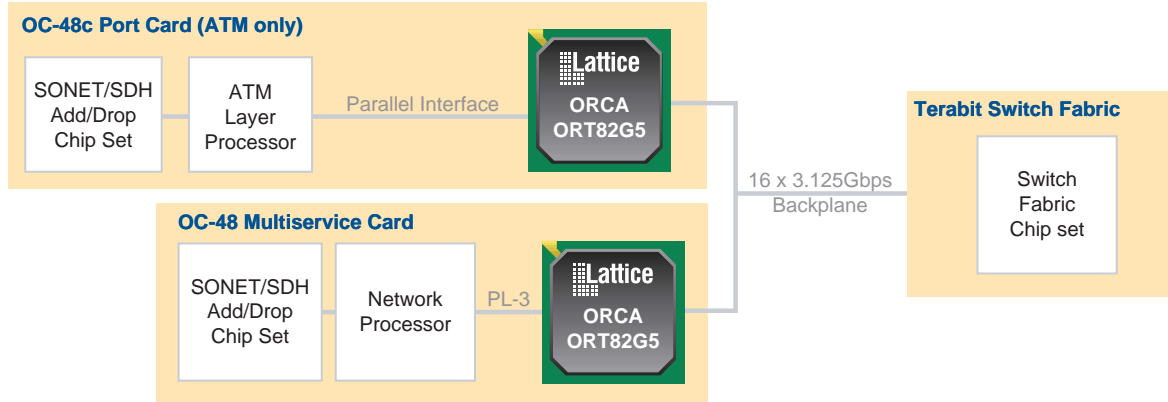 OC-48c Port Card (ATM only)
SONET/SDH
Add/Drop
Chip Set
ATM
Layer
Processor
Parallel Interface
Lattice
ORCA
ORT82G5
OC-48 Multiservice Card
SONET/SDH
Add/Drop
Chip Set
Network
Processor
PL-3
Lattice
ORCA
ORT82G5
16 x 3.125Gbps
Backplane
Terabit Switch Fabric
Switch
Fabric
Chip set